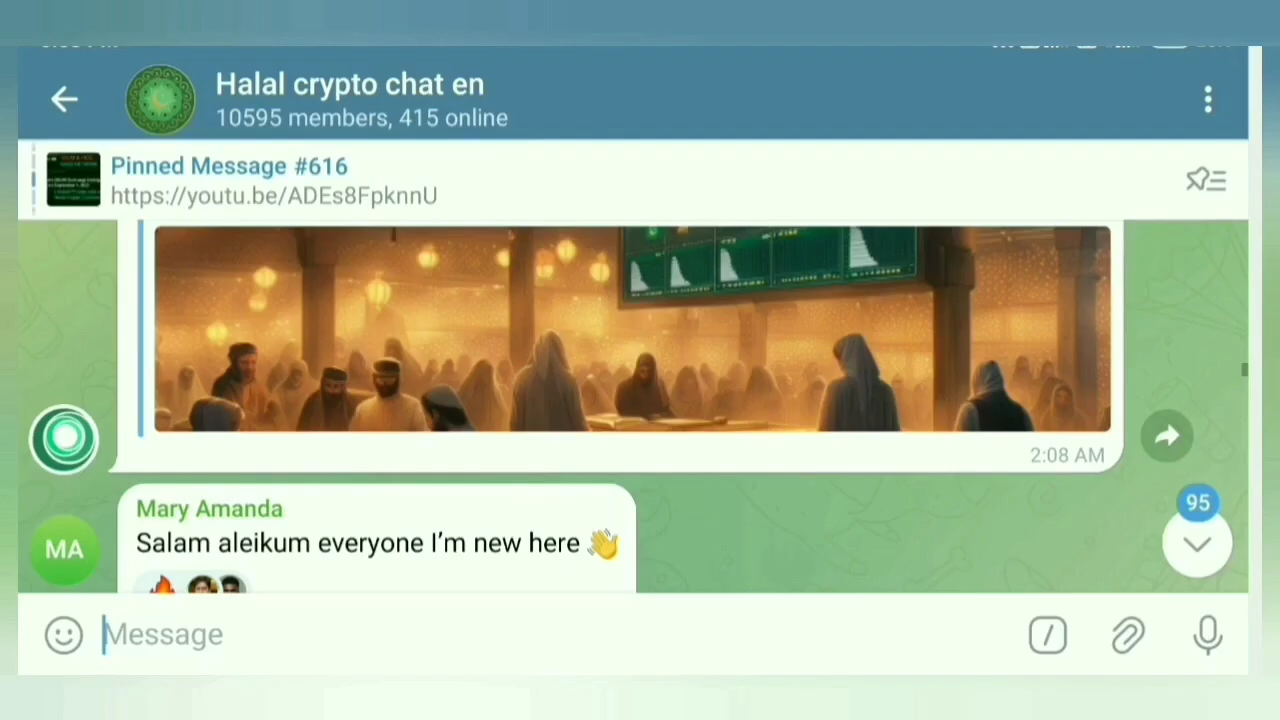 Halal crypto chat en
10595 members, 415 online
Pinned Message #616
https://youtu.be/ADEs8FpknnU
2:08 AM
95
Mary Amanda
MA
Salam aleikum everyone I’m new here 👋
Message